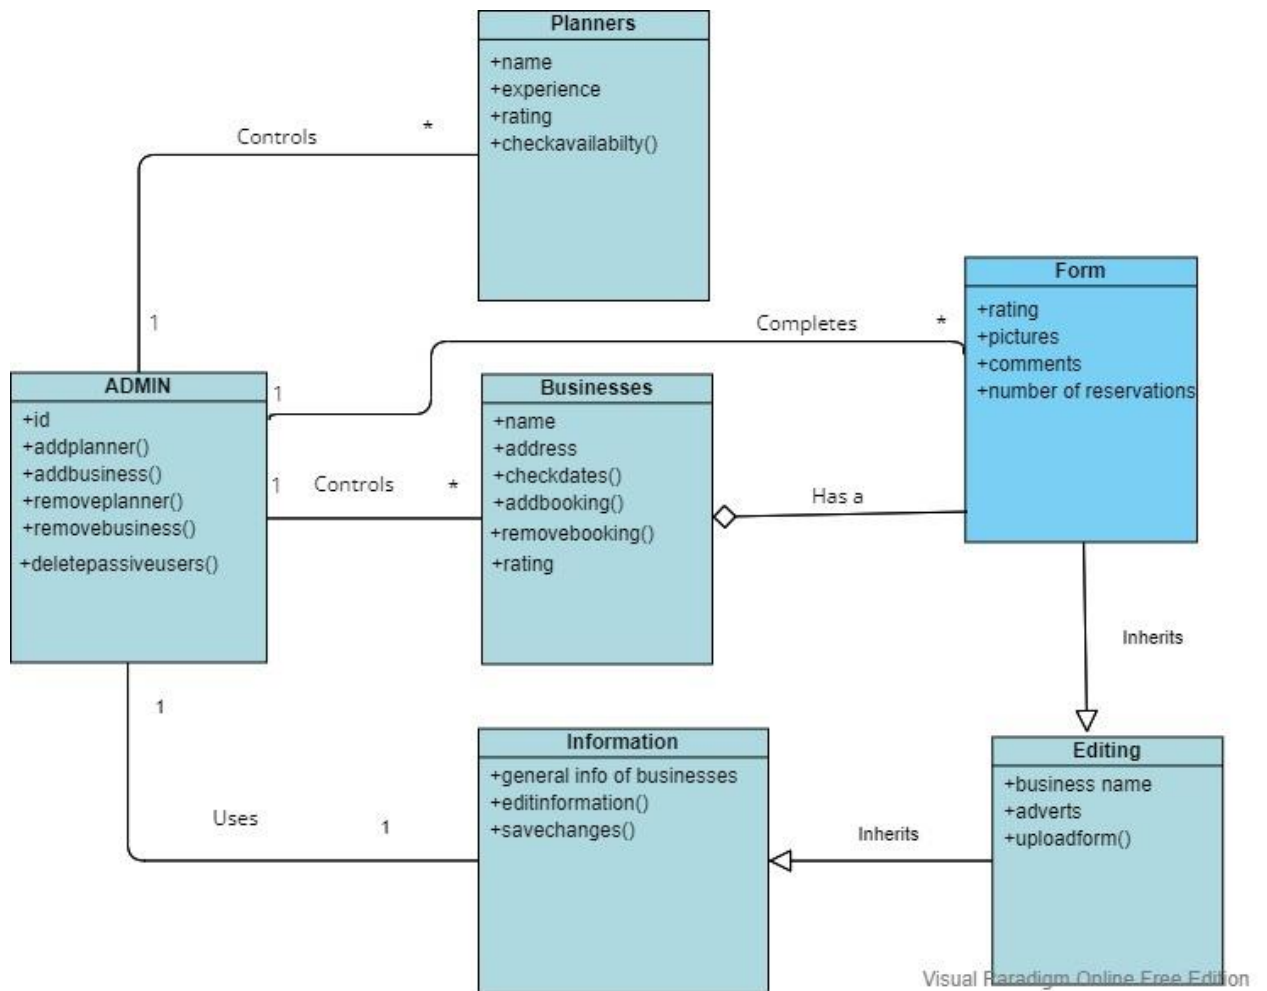 Planners
+name
+experience
+rating
+checkavailabilty()
Controls
*
1
Form
+rating
+pictures
+comments
+number of reservations
Completes
*
1
ADMIN
+id
+addplanner()
+addbusiness()
+removeplanner()
+removebusiness()
+deletepassiveusers()
1
Controls
*
Businesses
+name
+address
+checkdates()
+addbooking()
+removebooking()
+rating
Has a
Inherits
1
Uses
1
Information
+general info of businesses
+editinformation()
+savechanges()
Inherits
Editing
+business name
+adverts
+uploadform()
Visual Paradigm Online Free Edition